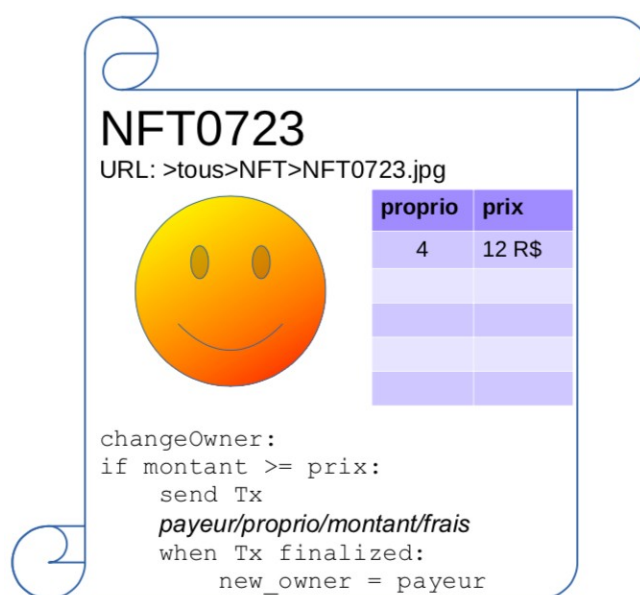 NFT0723
URL: >tous>NFT>NFT0723.jpg
proprio prix
4 12 R$
changeOwner:
if montant >= prix:
send Tx
payeur/proprio/montant/frais
when Tx finalized:
new_owner = payeur